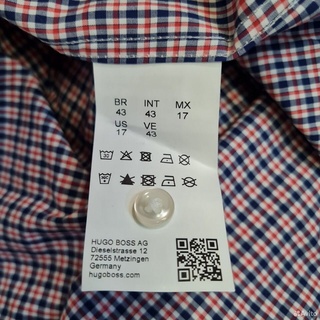 BR INT MX
43 43 17
US VE
17 43
HUGO BOSS AG
Dieselstrasse 12
72555 Metzingen
Germany
hugoboss.com